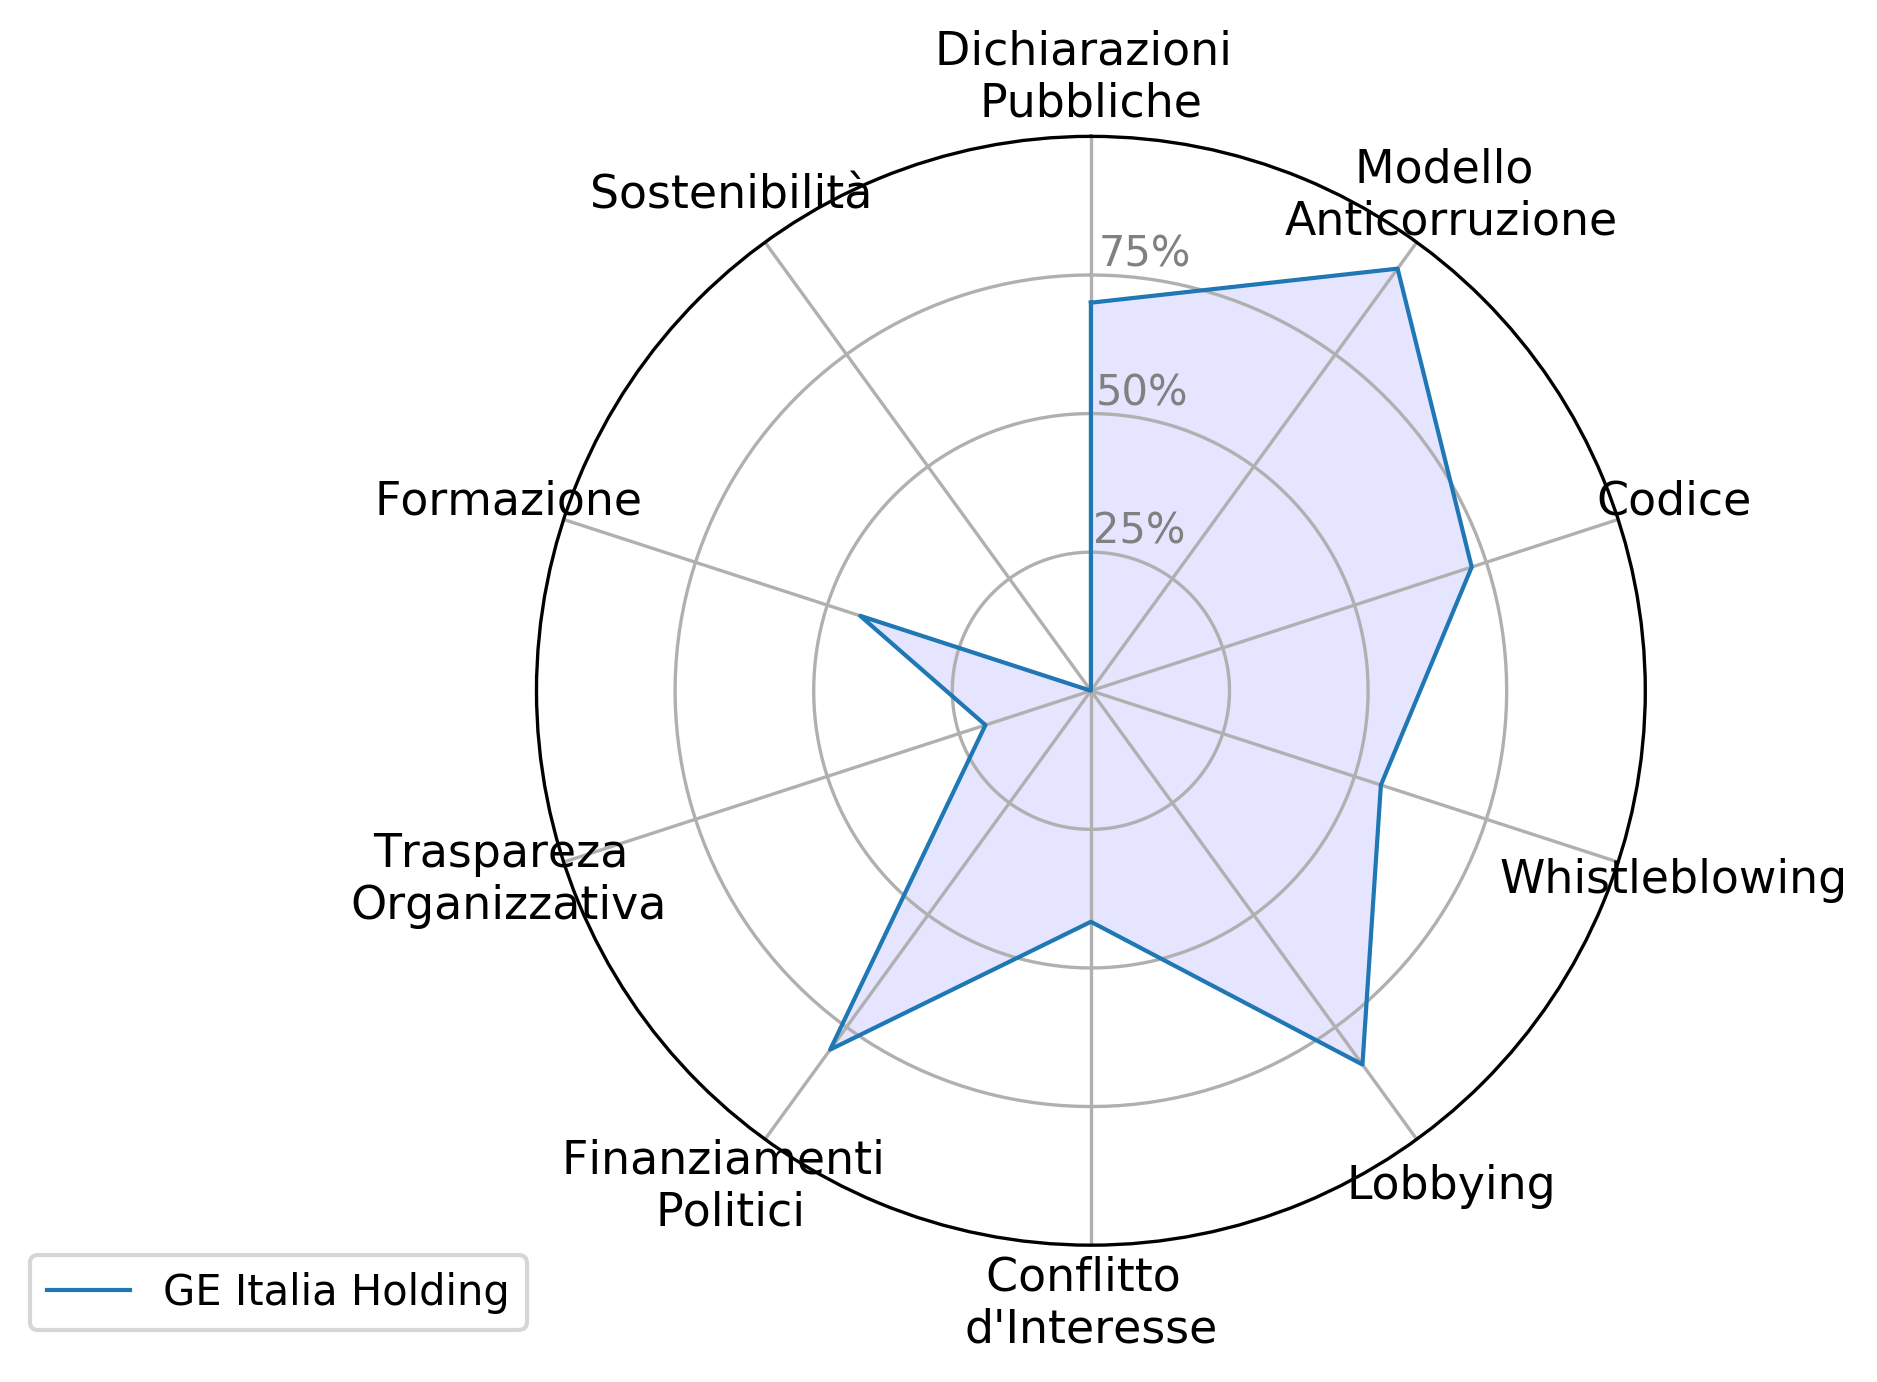 Dichiarazioni
Pubbliche
Modello
Anticorruzione
Sostenibilità
75%
50%
25%
Formazione
Codice
Traspareza
Organizzativa
Whistleblowing
Finanziamenti
Politici
Lobbying
Conflitto
d'Interesse
GE Italia Holding